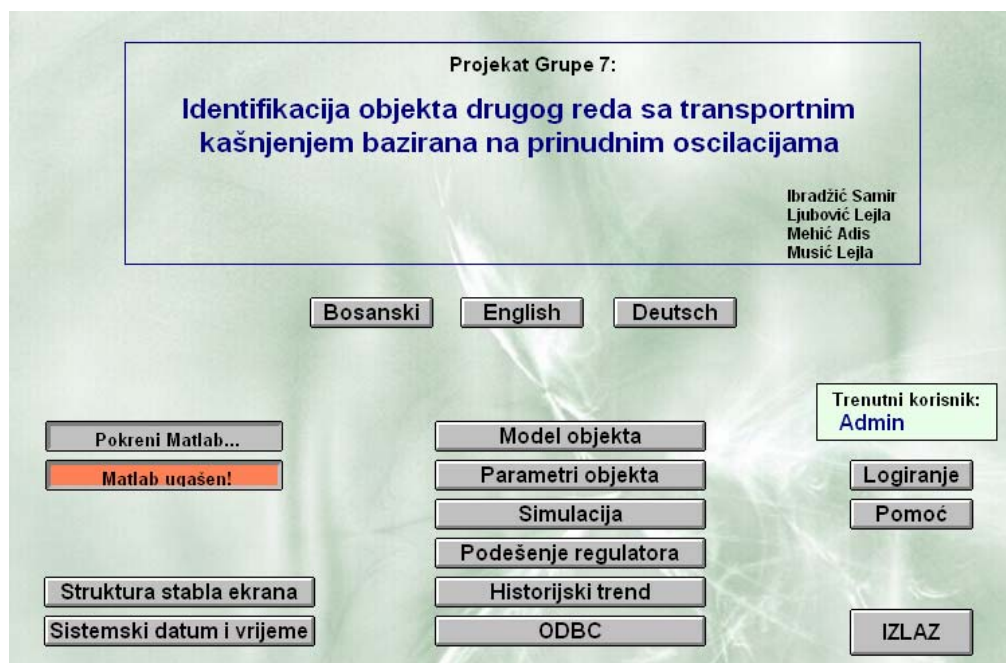 Projekat Grupe 7:
Identifikacija objekta drugog reda sa transportnim
kašnjenjem bazirana na prinudnim oscilacijama
Ibradžić Samir
Ljubović Lejla
Mehić Adis
Musić Lejla
Bosanski
English
Deutsch
Trenutni korisnik:
Admin
Pokreni Matlab...
Matlab ugašen!
Model objekta
Parametri objekta
Simulacija
Podešenje regulatora
Historijski trend
ODBC
Logiranje
Pomoć
Struktura stabla ekrana
Sistemski datum i vrijeme
IZLAZ